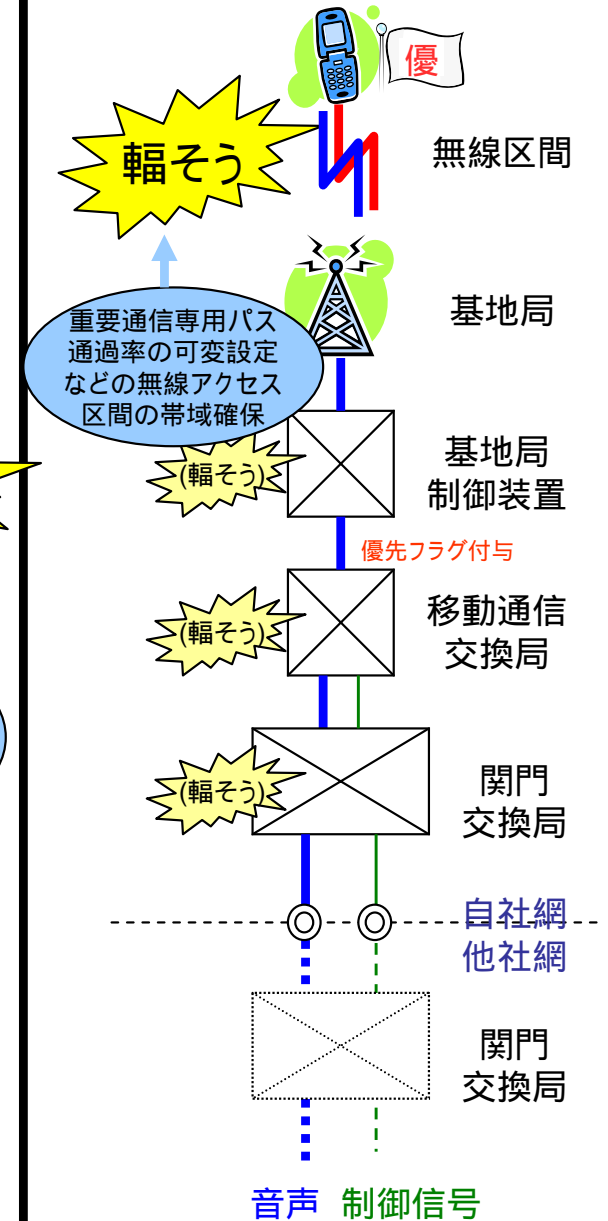 優
輻そう
無線区間
基地局
重要通信専用パス
通過率の可変設定
などの無線アクセス
区間の帯域確保
(輻そう)
基地局
制御装置
優先フラグ付与
(輻そう)
移動通信
交換局
(輻そう)
関門
交換局
自社網
他社網
関門
交換局
音声 制御信号